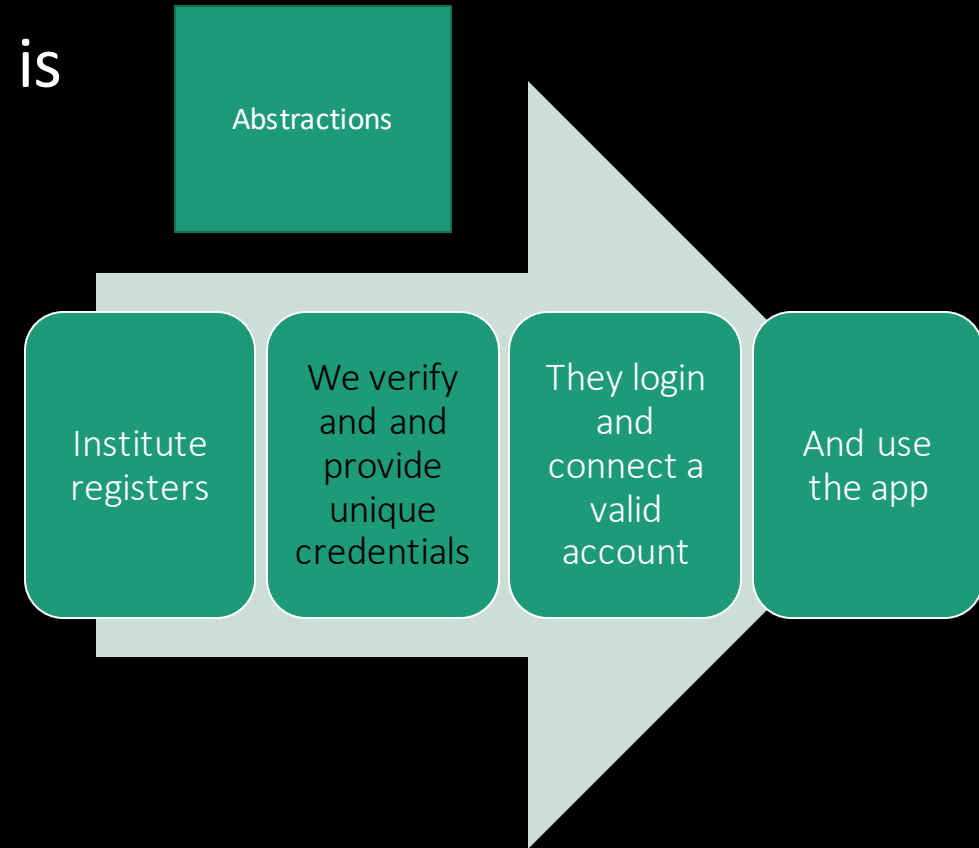 is
Abstractions
Institute
registers
We verify
and and
provide
unique
credentials
They login
and
connect a
valid
account
And use
the app